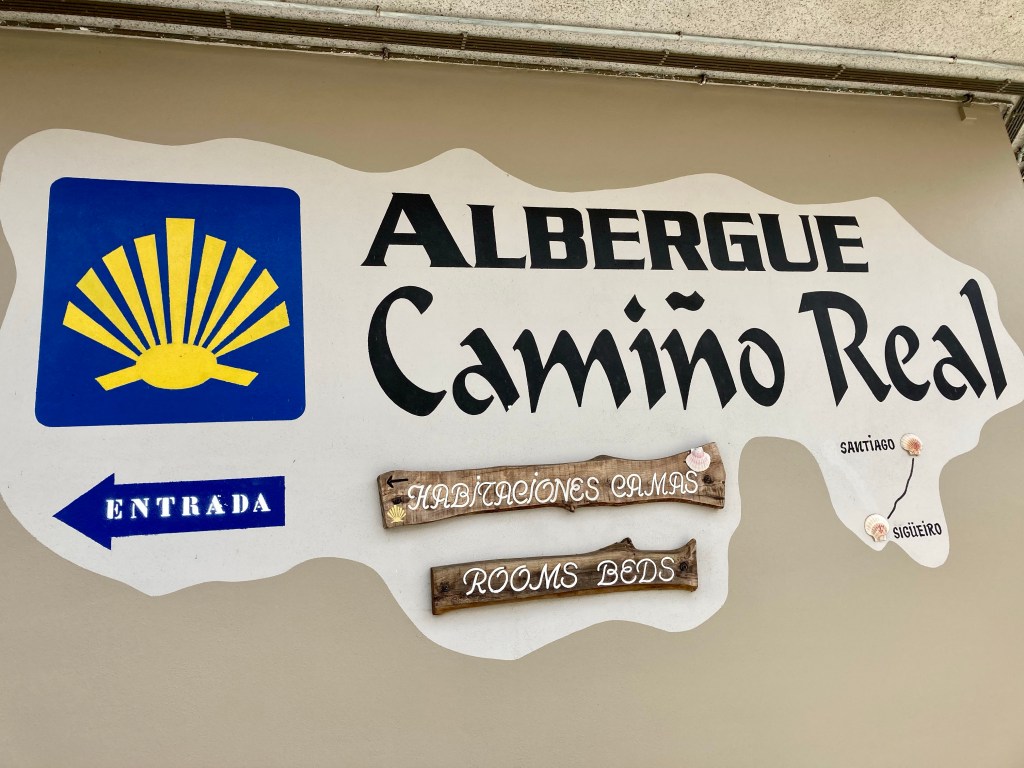 ALBERGUE
Camiño Real
SANTIAGO
SIGÜEIRO
HABITACIONES CAMAS
ENTRADA
ROOMS BEDS